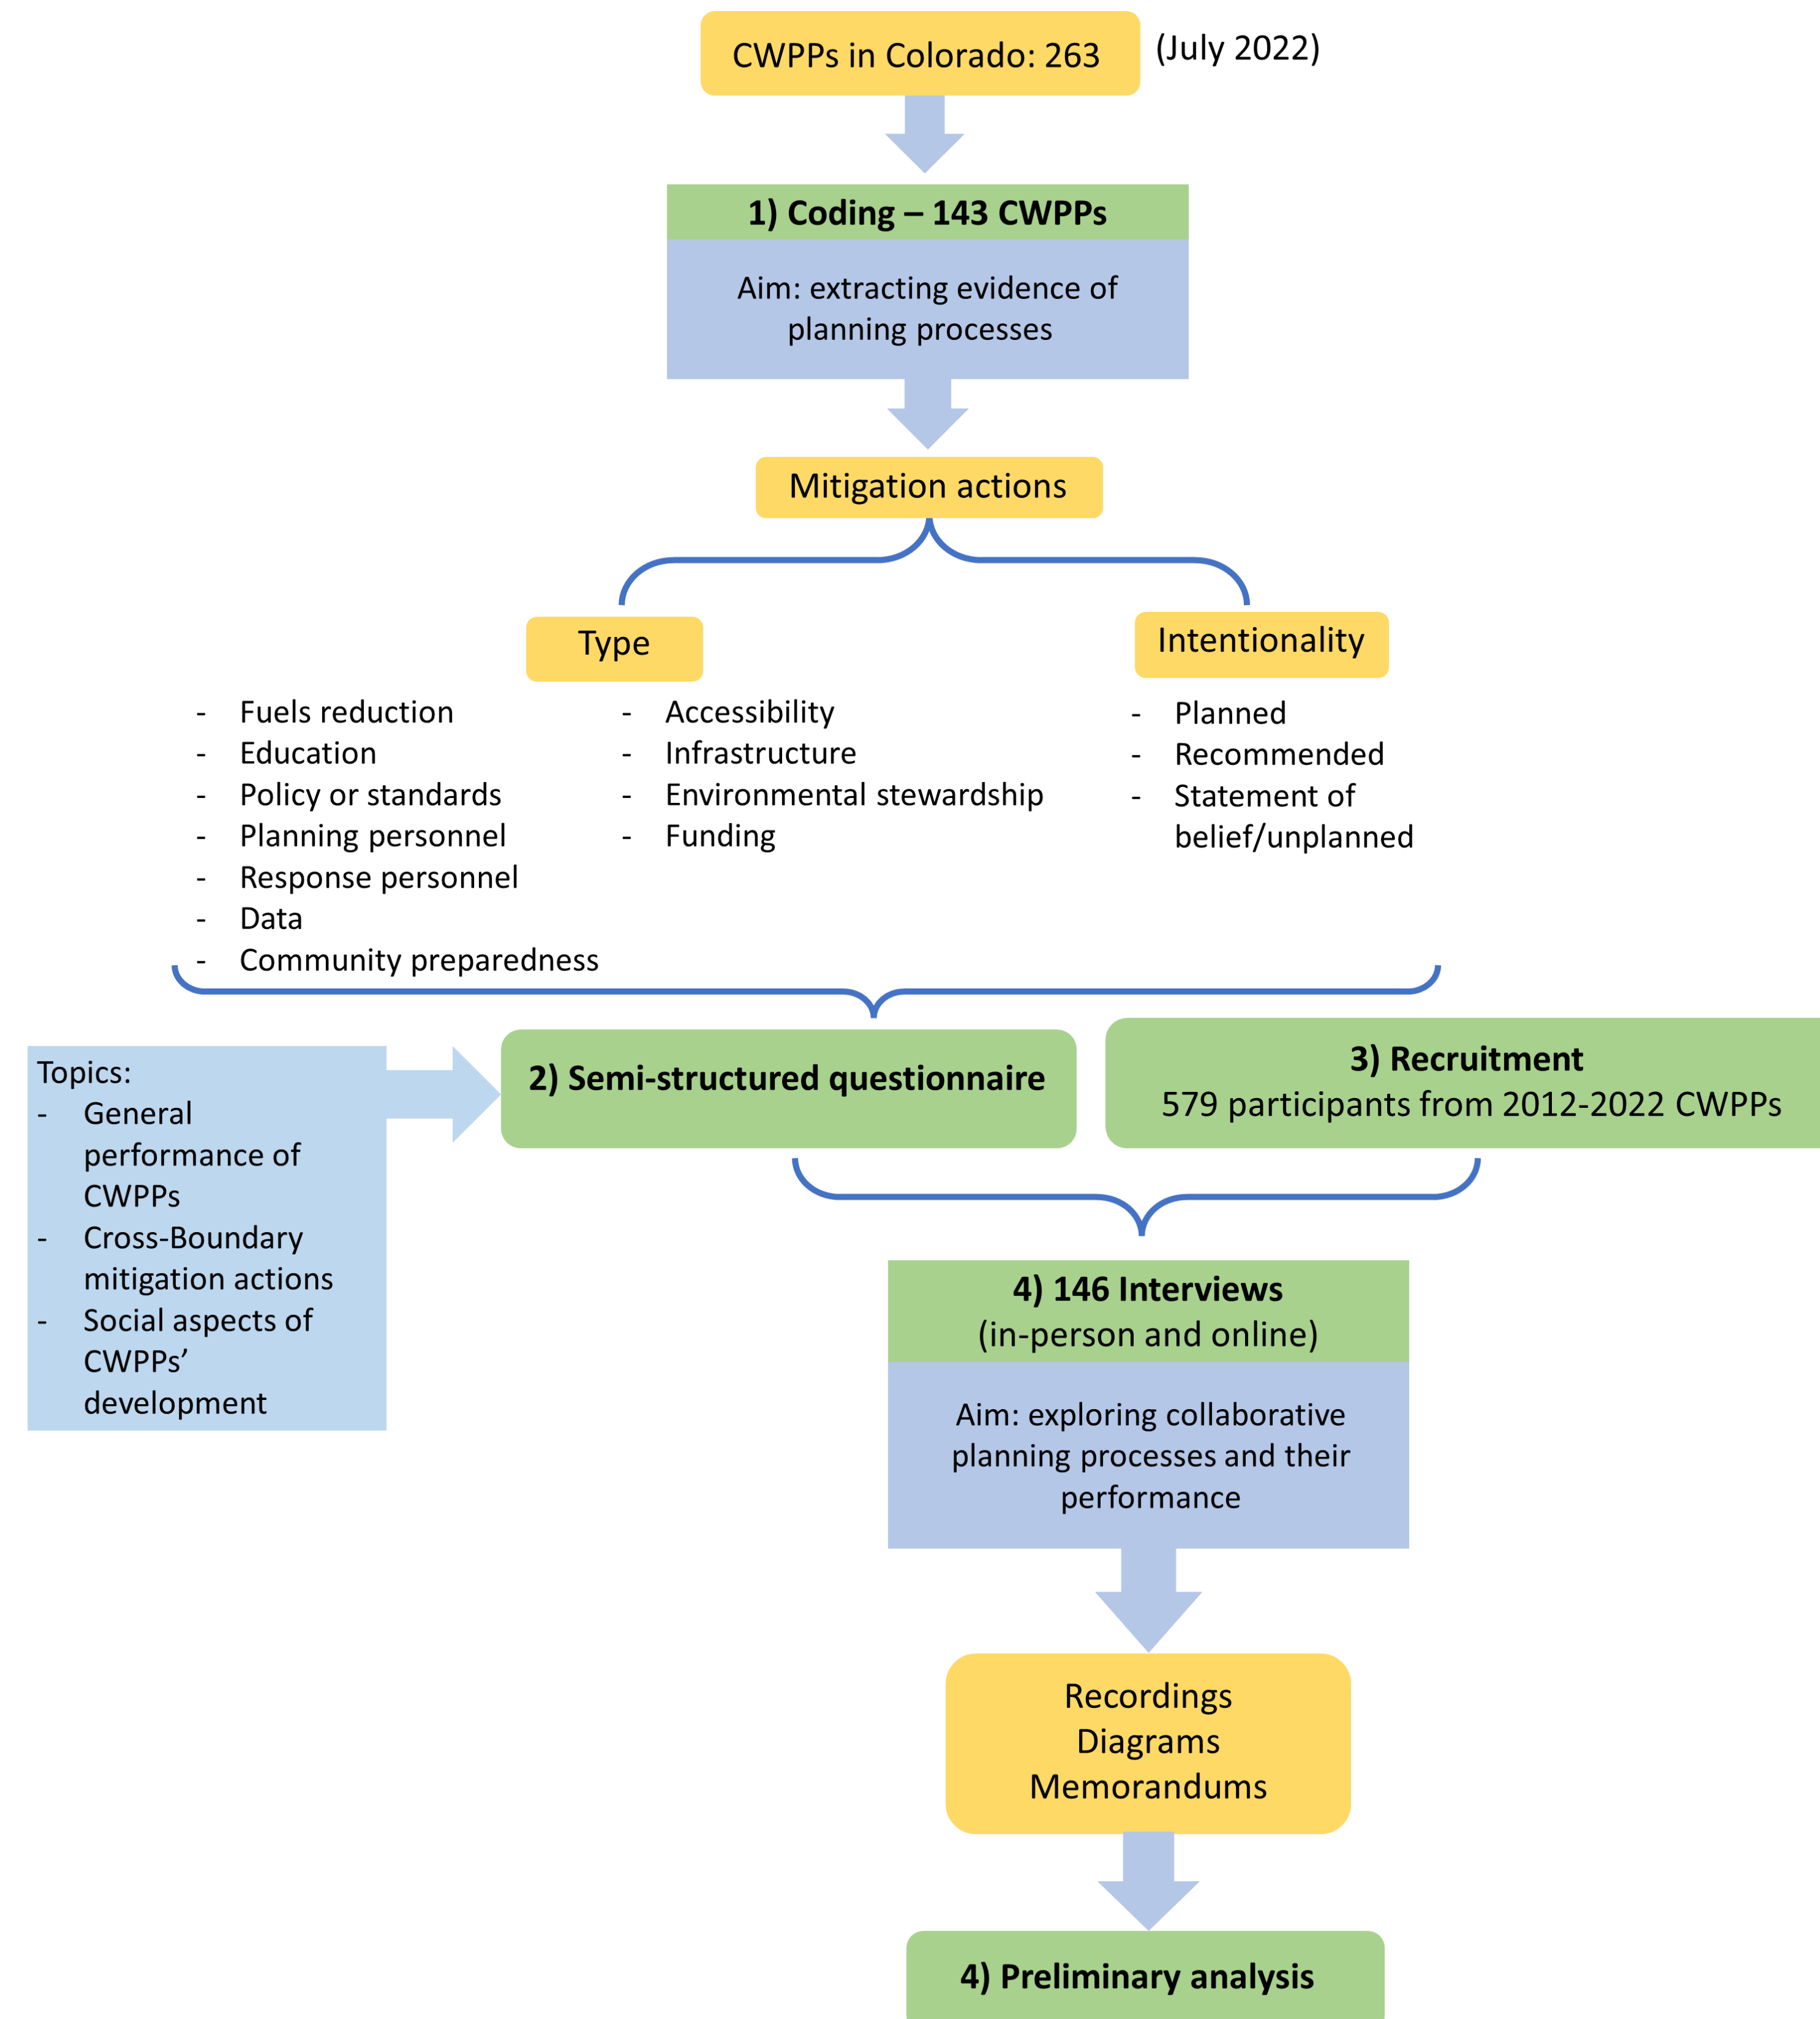 CWPPs in Colorado: 263
(July 2022)
1) Coding – 143 CWPPs
Aim: extracting evidence of
planning processes
Mitigation actions
Type
- Fuels reduction
- Education
- Policy or standards
- Planning personnel
- Response personnel
- Data
- Community preparedness
- Accessibility
- Infrastructure
- Environmental stewardship
- Funding
Intentionality
- Planned
- Recommended
- Statement of
belief/unplanned
Topics:
- General
performance of
CWPPs
- Cross-Boundary
mitigation actions
- Social aspects of
CWPPs’
development
2) Semi-structured questionnaire
3) Recruitment
579 participants from 2012-2022 CWPPs
4) 146 Interviews
(in-person and online)
Aim: exploring collaborative
planning processes and their
performance
Recordings
Diagrams
Memorandums
4) Preliminary analysis